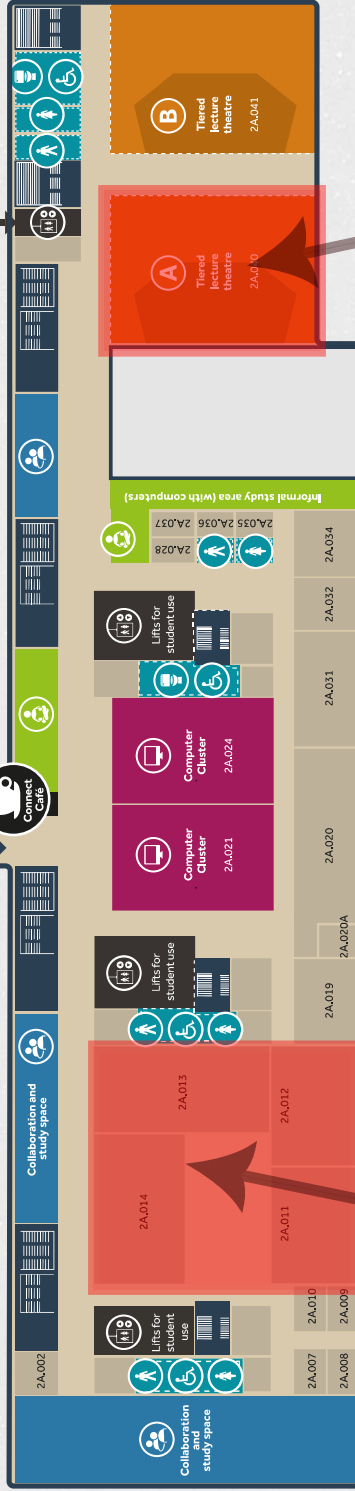 B
Tiered
lecture
theatre
2A.041
A
Tiered
lecture
theatre
Informal study area (with computers)
2A.037
2A.036
2A.035
2A.028
2A.034
2A.032
2A.031
Lifts for
student use
Computer
Cluster
2A.024
Connect
Café
Computer
Cluster
2A.021
2A.020
2A.020A
2A.019
Lifts for
student use
Collaboration and
study space
2A.013
2A.012
2A.014
2A.011
2A.010
2A.009
Lifts for
student
use
2A.002
2A.007
2A.008
Collaboration
and
study space